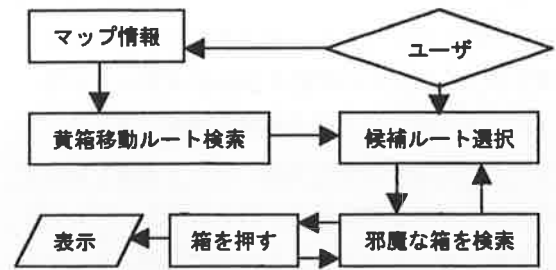 マップ情報
ユーザ
黄箱移動ルート検索
候補ルート選択
表示
箱を押す
邪魔な箱を検索